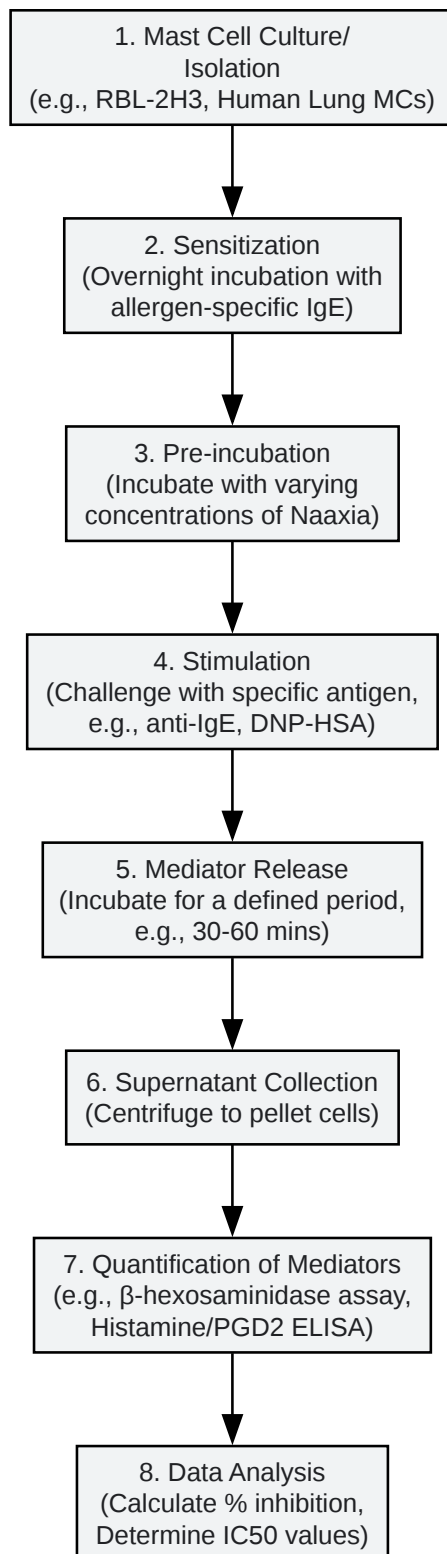 1. Mast Cell Culture/
Isolation
(e.g., RBL-2H3, Human Lung MCs)
2. Sensitization
(Overnight incubation with
allergen-specific IgE)
3. Pre-incubation
(Incubate with varying
concentrations of Naaxia)
4. Stimulation
(Challenge with specific antigen,
e.g., anti-IgE, DNP-HSA)
5. Mediator Release
(Incubate for a defined period,
e.g., 30-60 mins)
6. Supernatant Collection
(Centrifuge to pellet cells)
7. Quantification of Mediators
(e.g., β-hexosaminidase assay,
Histamine/PGD2 ELISA)
8. Data Analysis
(Calculate % inhibition,
Determine IC50 values)